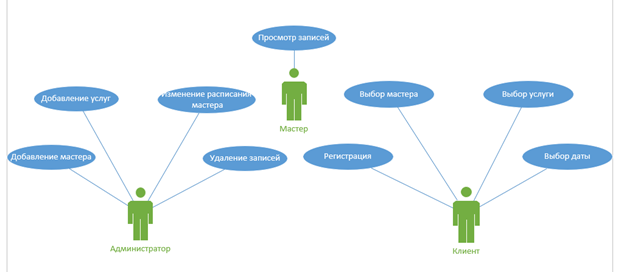 Просмотр записей
Мастер
Добавление услуг
Изменение расписания
мастера
Добавление мастера
Удаление записей
Администратор
Выбор мастера
Выбор услуги
Регистрация
Выбор даты
Клиент